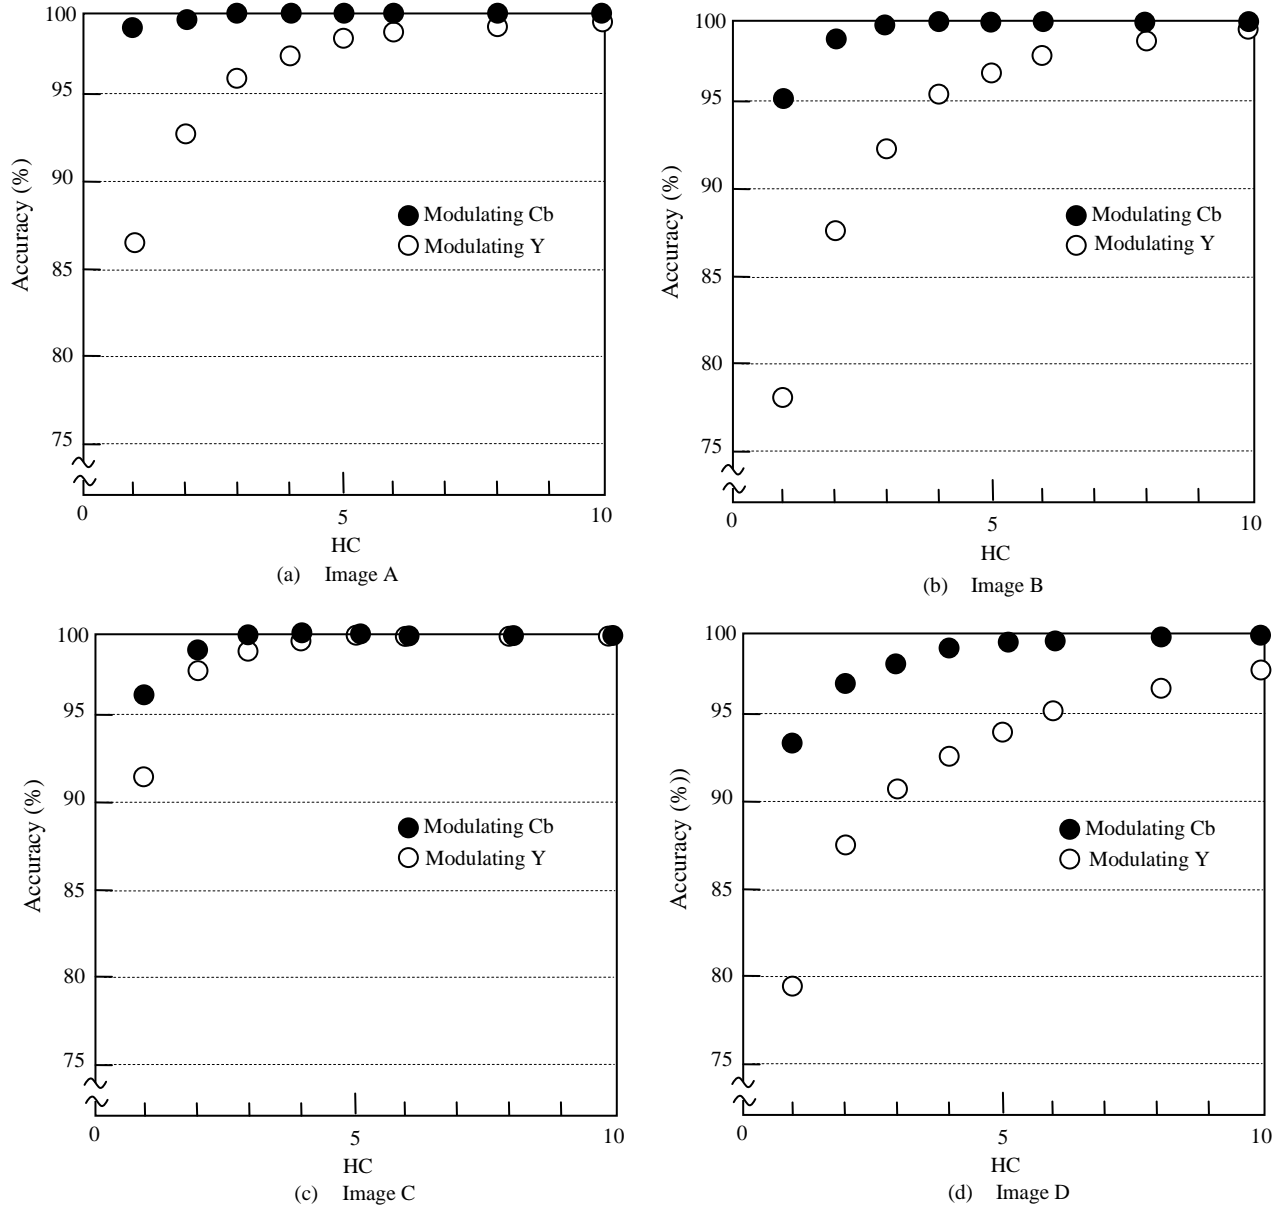 100
95
90
85
80
75
Accuracy (%)
Modulating Cb
Modulating Y
0 5 10
HC
(a) Image A
100
95
90
85
80
75
Accuracy (%)
Modulating Cb
Modulating Y
0 5 10
HC
(b) Image B
100
95
90
85
80
75
Accuracy (%)
Modulating Cb
Modulating Y
0 5 10
HC
(c) Image C
100
95
90
85
80
75
Accuracy (%))
Modulating Cb
Modulating Y
0 5 10
HC
(d) Image D